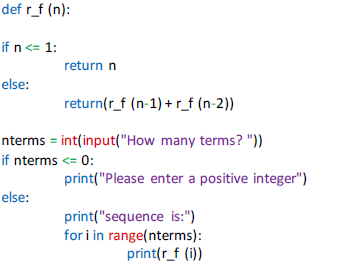 def r_f (n):
if n <= 1:
return n
else:
return(r_f (n-1) + r_f (n-2))
nterms = int(input("How many terms? "))
if nterms <= 0:
print("Please enter a positive integer")
else:
print("sequence is:")
for i in range(nterms):
print(r_f (i))